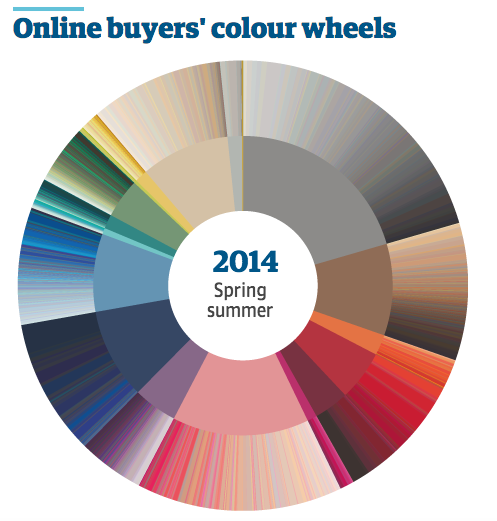 Online buyers' colour wheels
2014
Spring
summer